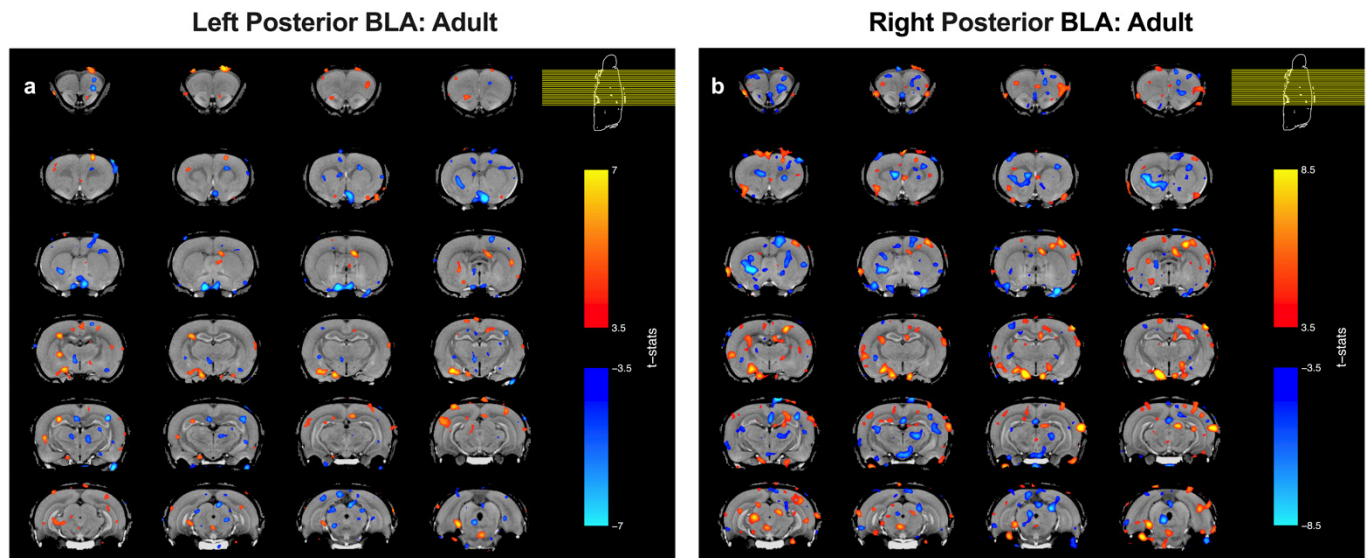 Left Posterior BLA: Adult
a
7
3.5
−3.5
−7
t−stats
Right Posterior BLA: Adult
b
8.5
3.5
−3.5
−8.5
t−stats